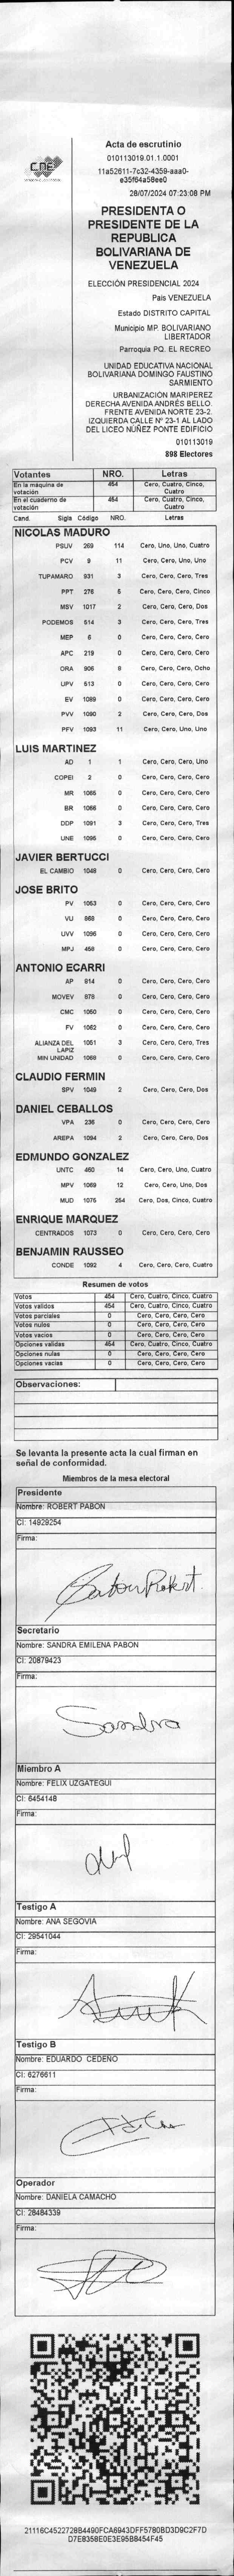 CNE
Acta de escrutinio
010113019.01.1.0001
11a52611-7c32-4359-aaa0-
e35f64a58ee0
28/07/2024 07:23:08 PM
PRESIDENTA O
PRESIDENTE DE LA
REPUBLICA
BOLIVARIANA DE
VENEZUELA
ELECCIÓN PRESIDENCIAL 2024
País VENEZUELA
Estado DISTRITO CAPITAL
Municipio MP. BOLIVARIANO
LIBERTADOR
Parroquia PQ. EL RECREO
UNIDAD EDUCATIVA NACIONAL
BOLIVARIANA DOMINGO FAUSTINO
SARMIENTO
URBANIZACIÓN MARIPEREZ
DERECHA AVENIDA ANDRÉS BELLO.
FRENTE AVENIDA NORTE 23-2.
IZQUIERDA CALLE N° 23-1 AL LADO
DEL LICEO NÚÑEZ PONTE EDIFICIO
010113019
898 Electores
Votantes NRO. Letras
En la máquina de votación 454 Cero, Cuatro, Cinco, Cuatro
En el cuaderno de votación 454 Cero, Cuatro, Cinco, Cuatro
Cand. Sigla Código NRO. Letras
NICOLAS MADURO
PSUV 269 114 Cero, Uno, Uno, Cuatro
PCV 9 11 Cero, Cero, Uno, Uno
TUPAMARO 931 3 Cero, Cero, Cero, Tres
PPT 276 5 Cero, Cero, Cero, Cinco
MSV 1017 2 Cero, Cero, Cero, Dos
PODEMOS 514 3 Cero, Cero, Cero, Tres
MEP 6 0 Cero, Cero, Cero, Cero
APC 219 0 Cero, Cero, Cero, Cero
ORA 906 8 Cero, Cero, Cero, Ocho
UPV 513 0 Cero, Cero, Cero, Cero
EV 1089 0 Cero, Cero, Cero, Cero
PVV 1090 2 Cero, Cero, Cero, Dos
PFV 1093 11 Cero, Cero, Uno, Uno
LUIS MARTINEZ
AD 1 1 Cero, Cero, Cero, Uno
COPEI 2 0 Cero, Cero, Cero, Cero
MR 1065 0 Cero, Cero, Cero, Cero
BR 1066 0 Cero, Cero, Cero, Cero
DDP 1091 3 Cero, Cero, Cero, Tres
UNE 1095 0 Cero, Cero, Cero, Cero
JAVIER BERTUCCI
EL CAMBIO 1048 0 Cero, Cero, Cero, Cero
JOSE BRITO
PV 1053 0 Cero, Cero, Cero, Cero
VU 868 0 Cero, Cero, Cero, Cero
UVV 1096 0 Cero, Cero, Cero, Cero
MPJ 458 0 Cero, Cero, Cero, Cero
ANTONIO ECARRI
AP 814 0 Cero, Cero, Cero, Cero
MOVEV 878 0 Cero, Cero, Cero, Cero
CMC 1050 0 Cero, Cero, Cero, Cero
FV 1062 0 Cero, Cero, Cero, Cero
ALIANZA DEL LAPIZ 1051 3 Cero, Cero, Cero, Tres
MIN UNIDAD 1068 0 Cero, Cero, Cero, Cero
CLAUDIO FERMIN
SPV 1049 2 Cero, Cero, Cero, Dos
DANIEL CEBALLOS
VPA 236 0 Cero, Cero, Cero, Cero
AREPA 1094 2 Cero, Cero, Cero, Dos
EDMUNDO GONZALEZ
UNTC 460 14 Cero, Cero, Uno, Cuatro
MPV 1069 12 Cero, Cero, Uno, Dos
MUD 1075 254 Cero, Dos, Cinco, Cuatro
ENRIQUE MARQUEZ
CENTRADOS 1073 0 Cero, Cero, Cero, Cero
BENJAMIN RAUSSEO
CONDE 1092 4 Cero, Cero, Cero, Cuatro
Resumen de votos
Votos 454 Cero, Cuatro, Cinco, Cuatro
Votos validos 454 Cero, Cuatro, Cinco, Cuatro
Votos parciales 0 Cero, Cero, Cero, Cero
Votos nulos 0 Cero, Cero, Cero, Cero
Votos vacios 0 Cero, Cero, Cero, Cero
Opciones validas 454 Cero, Cuatro, Cinco, Cuatro
Opciones nulas 0 Cero, Cero, Cero, Cero
Opciones vacias 0 Cero, Cero, Cero, Cero
Observaciones:
Se levanta la presente acta la cual firman en
señal de conformidad.
Miembros de la mesa electoral
Presidente
Nombre: ROBERT PABON
CI: 14829254
Firma:
Secretario
Nombre: SANDRA EMILENA PABON
CI: 20879423
Firma:
Sandra
Miembro A
Nombre: FELIX UZGATEGUI
CI: 6454148
Firma:
Testigo A
Nombre: ANA SEGOVIA
CI: 29541044
Firma:
Testigo B
Nombre: EDUARDO CEDEÑO
CI: 6276611
Firma:
Operador
Nombre: DANIELA CAMACHO
CI: 28484339
Firma:
21116C4522728B4490FCA6943DFF5780BD3D9C2F7D
D7E8358E0E3E95B8454F45